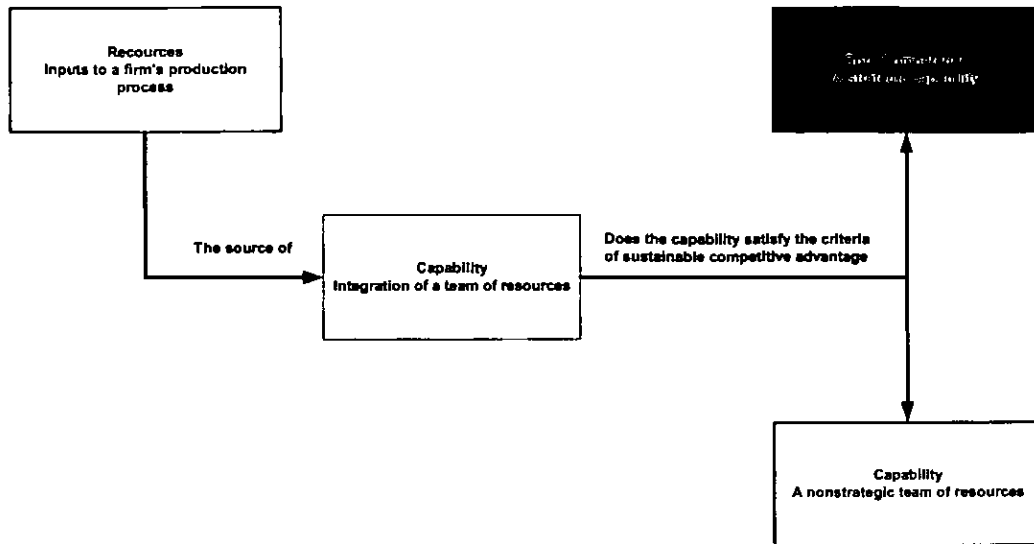 Recources
Inputs to a firm's production
process
The source of
Capability
Integration of a team of resources
Does the capability satisfy the criteria
of sustainable competitive advantage
Capability
A nonstrategic team of resources